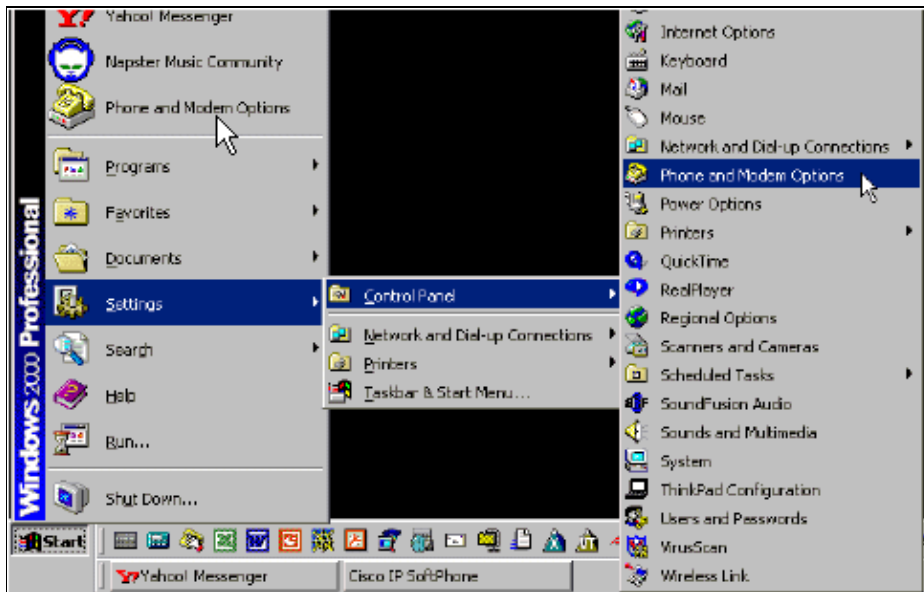 Yahoo! Messenger
Napster Music Community
Phone and Modem Options
Programs
Favorites
Documents
Settings
Search
Help
Run...
Shut Down...
Windows 2000 Professional
Control Panel
Network and Dial-up Connections
Printers
Taskbar & Start Menu...
Internet Options
Keyboard
Mail
Mouse
Network and Dial-up Connections
Phone and Modem Options
Power Options
Printers
QuickTime
RealPlayer
Regional Options
Scanners and Cameras
Scheduled Tasks
SoundFusion Audio
Sounds and Multimedia
System
ThinkPad Configuration
Users and Passwords
VirusScan
Wireless Link
Start
Yahoo! Messenger
Cisco IP SoftPhone